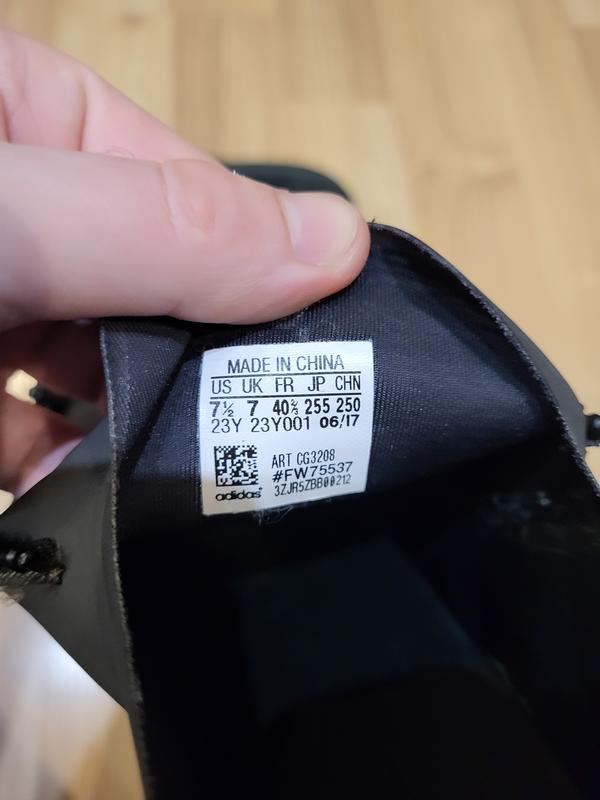 MADE IN CHINA
US UK FR JP CHN
7½ 7 40⅔ 255 250
23Y 23Y001 06/17
ART CG3208
#FW75537
3ZJR5ZBB00212
adidas